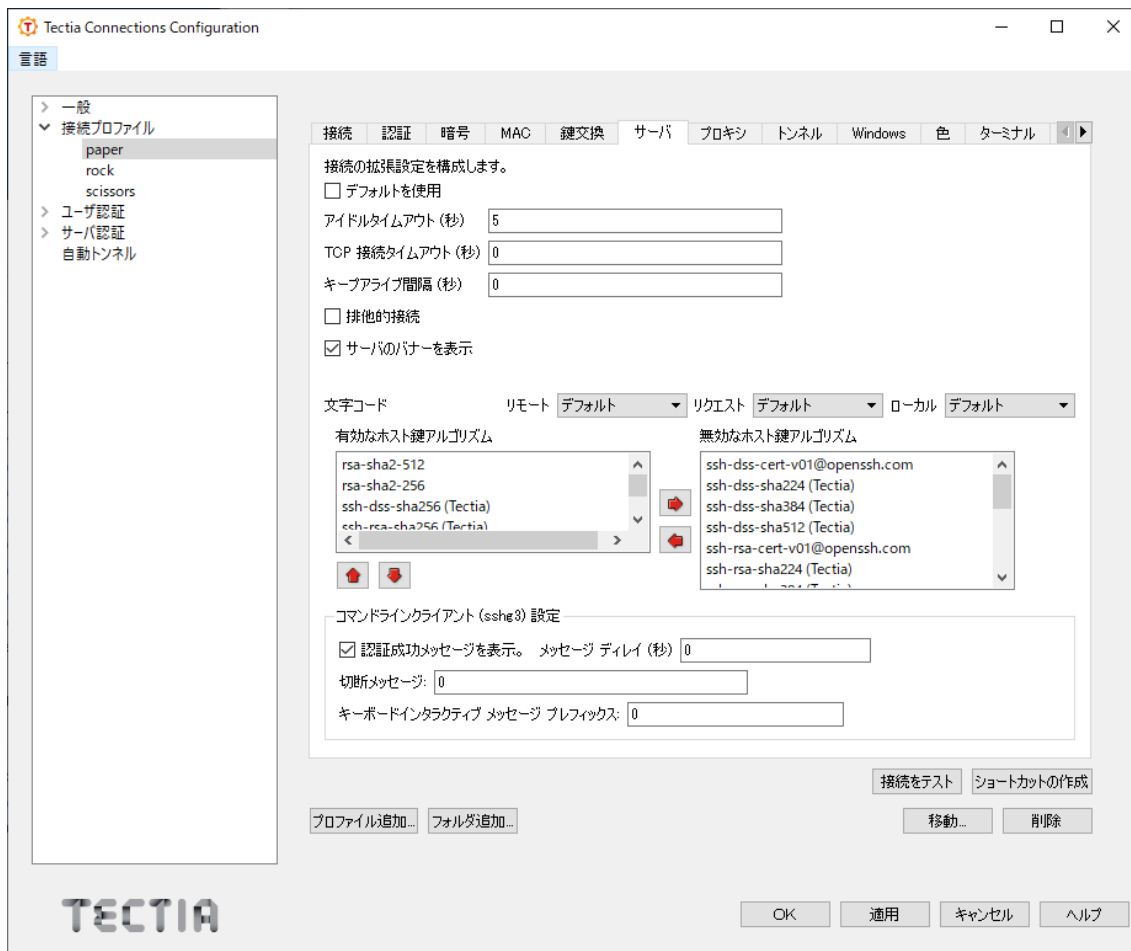 Tectia Connections Configuration
言語
一般
接続プロファイル
paper
rock
scissors
ユーザ認証
サーバ認証
自動トンネル
接続 認証 暗号 MAC 鍵交換 サーバ プロキシ トンネル Windows 色 ターミナル
接続の拡張設定を構成します。
デフォルトを使用
アイドルタイムアウト (秒) 5
TCP 接続タイムアウト (秒) 0
キープアライブ間隔 (秒) 0
排他的接続
サーバのバナーを表示
文字コード リモート デフォルト リクエスト デフォルト ローカル デフォルト
有効なホスト鍵アルゴリズム
rsa-sha2-512
rsa-sha2-256
ssh-dss-sha256 (Tectia)
ssh-rsa-sha256 (Tectia)
無効なホスト鍵アルゴリズム
ssh-dss-cert-v01@openssh.com
ssh-dss-sha224 (Tectia)
ssh-dss-sha384 (Tectia)
ssh-dss-sha512 (Tectia)
ssh-rsa-cert-v01@openssh.com
ssh-rsa-sha224 (Tectia)
コマンドラインクライアント (sshg3) 設定
認証成功メッセージを表示。 メッセージ ディレイ (秒) 0
切断メッセージ: 0
キーボードインタラクティブ メッセージ プレフィックス: 0
接続をテスト ショートカットの作成
プロファイル追加... フォルダ追加... 移動... 削除
TECTIA
OK 適用 キャンセル ヘルプ